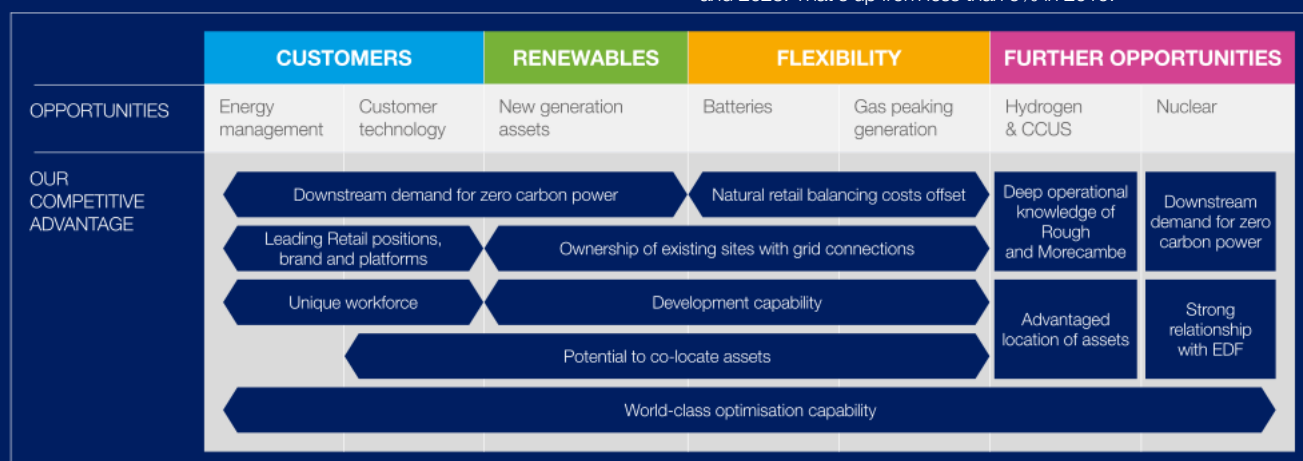 CUSTOMERS RENEWABLES FLEXIBILITY FURTHER OPPORTUNITIES
OPPORTUNITIES
Energy
management
Customer
technology
New generation
assets
Batteries
Gas peaking
generation
Hydrogen
& CCUS
Nuclear
OUR
COMPETITIVE
ADVANTAGE
Downstream demand for zero carbon power
Natural retail balancing costs offset
Deep operational
knowledge of
Rough
and Morecambe
Downstream
demand for zero
carbon power
Leading Retail positions,
brand and platforms
Ownership of existing sites with grid connections
Unique workforce
Development capability
Advantaged
location of assets
Strong
relationship
with EDF
Potential to co-locate assets
World-class optimisation capability